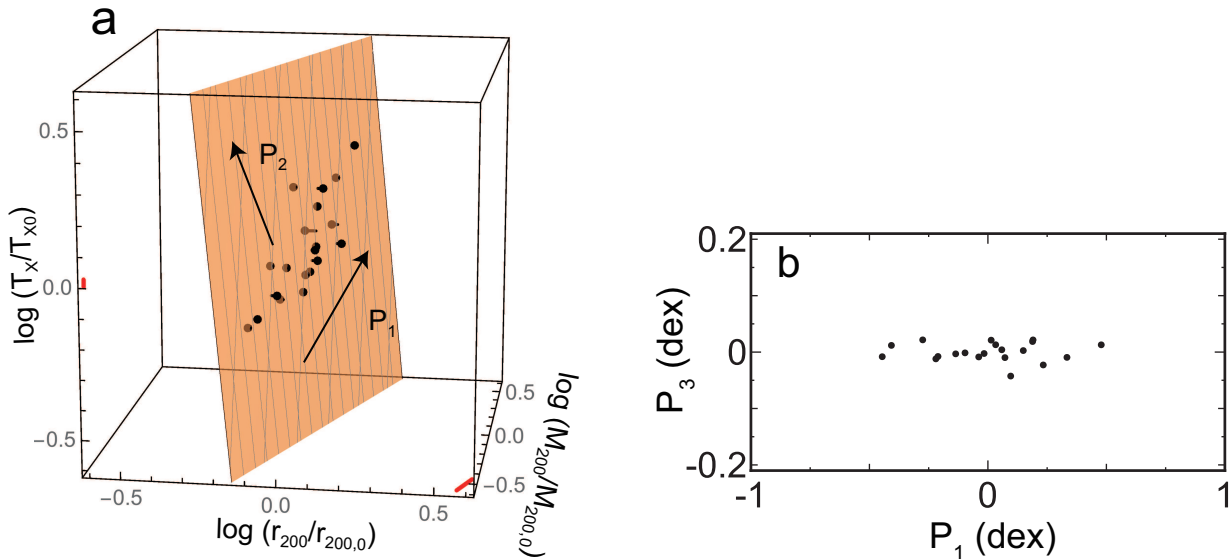 a
0.5
0.0
−0.5
log (T_X/T_X0)
P_2
P_1
−0.5
0.0
0.5
log (r_200/r_200,0)
0.5
0.0
−0.5
log (M_200/M_200,0)
b
0.2
0
-0.2
P_3 (dex)
-1
0
1
P_1 (dex)